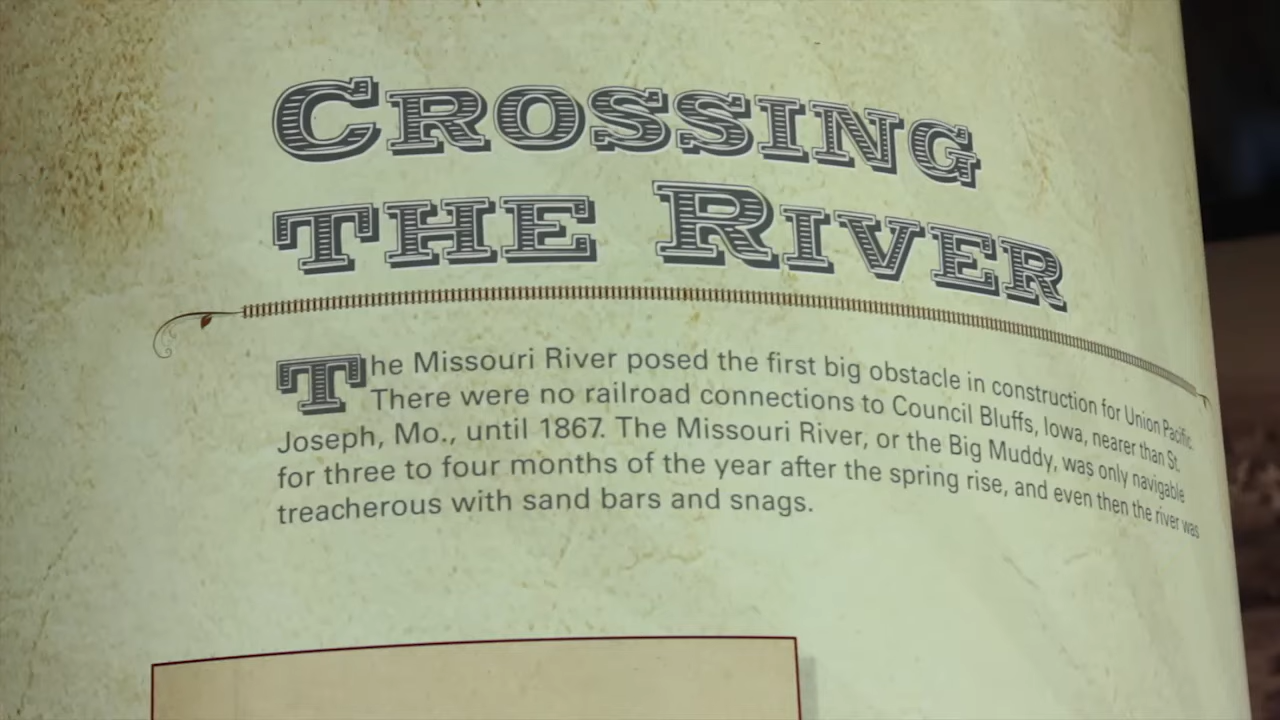 Crossing
the River
The Missouri River posed the first big obstacle in construction for Union Pacific.
There were no railroad connections to Council Bluffs, Iowa, nearer than St.
Joseph, Mo., until 1867. The Missouri River, or the Big Muddy, was only navigable
for three to four months of the year after the spring rise, and even then the river was
treacherous with sand bars and snags.